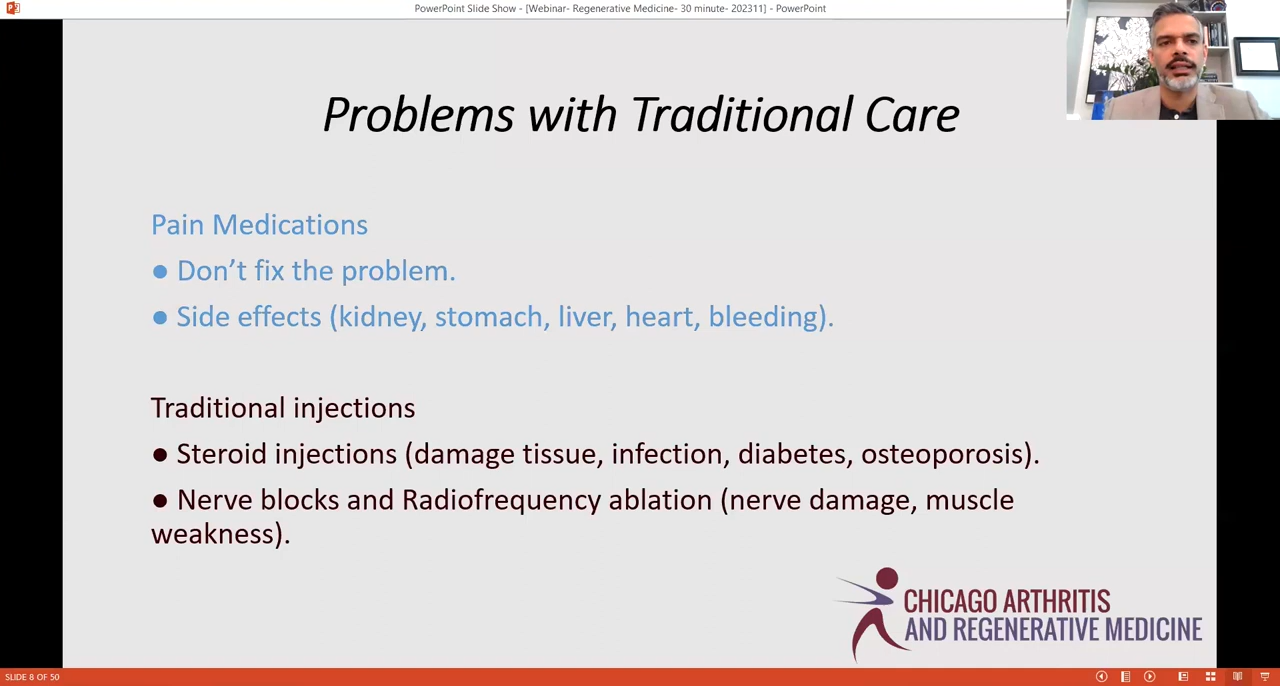 PowerPoint Slide Show - [Webinar- Regenerative Medicine- 30 minute- 202311] - PowerPoint
Problems with Traditional Care
Pain Medications
● Don’t fix the problem.
● Side effects (kidney, stomach, liver, heart, bleeding).
Traditional injections
● Steroid injections (damage tissue, infection, diabetes, osteoporosis).
● Nerve blocks and Radiofrequency ablation (nerve damage, muscle
weakness).
CHICAGO ARTHRITIS
AND REGENERATIVE MEDICINE
SLIDE 8 OF 50